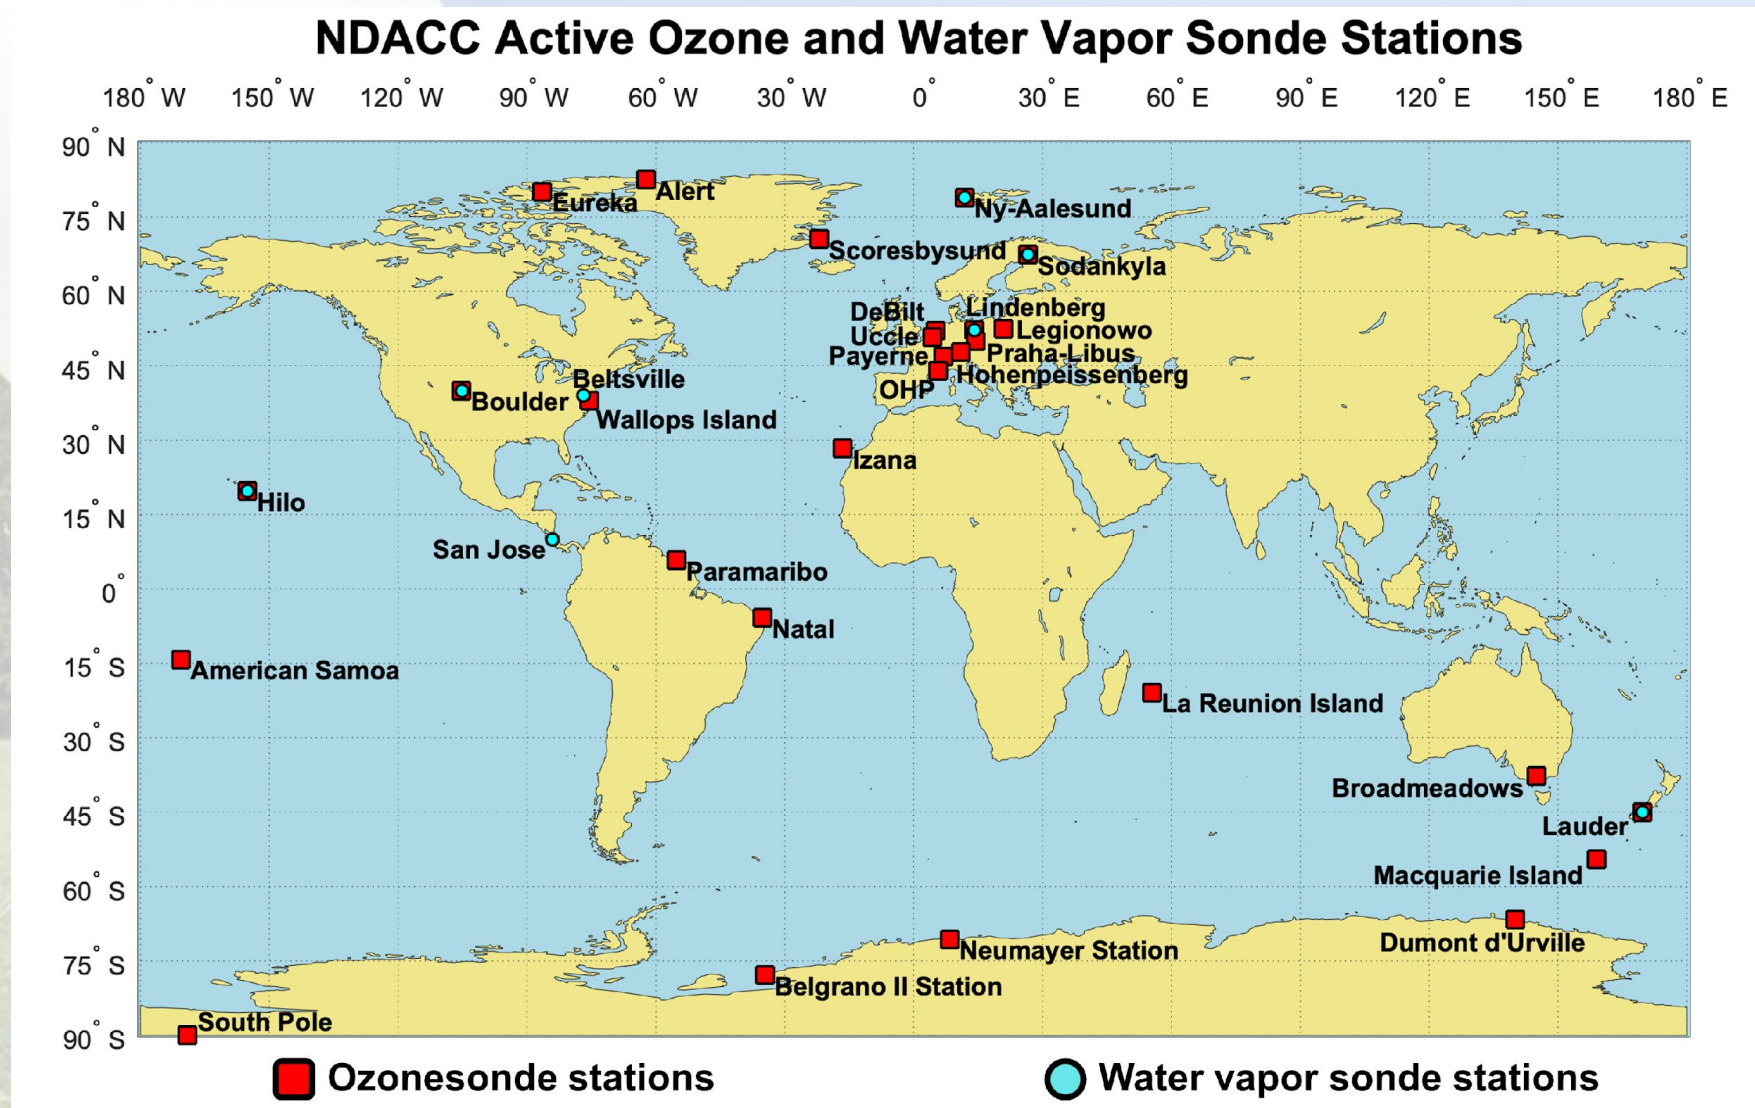 NDACC Active Ozone and Water Vapor Sonde Stations
180° W 150° W 120° W 90° W 60° W 30° W 0° 30° E 60° E 90° E 120° E 150° E 180° E
90° N
Alert
Eureka
Ny-Aalesund
75° N
Scoresbysund
Sodankyla
60° N
DeBilt
Lindenberg
Uccle
Legionowo
Payerne
Praha-Libus
45° N
Hohenpeissenberg
OHP
Beltsville
Boulder
Wallops Island
30° N
Izana
Hilo
15° N
San Jose
Paramaribo
0°
Natal
15° S
American Samoa
La Reunion Island
30° S
Broadmeadows
45° S
Lauder
Macquarie Island
60° S
Dumont d'Urville
Neumayer Station
75° S
Belgrano II Station
South Pole
90° S
Ozonesonde stations
Water vapor sonde stations